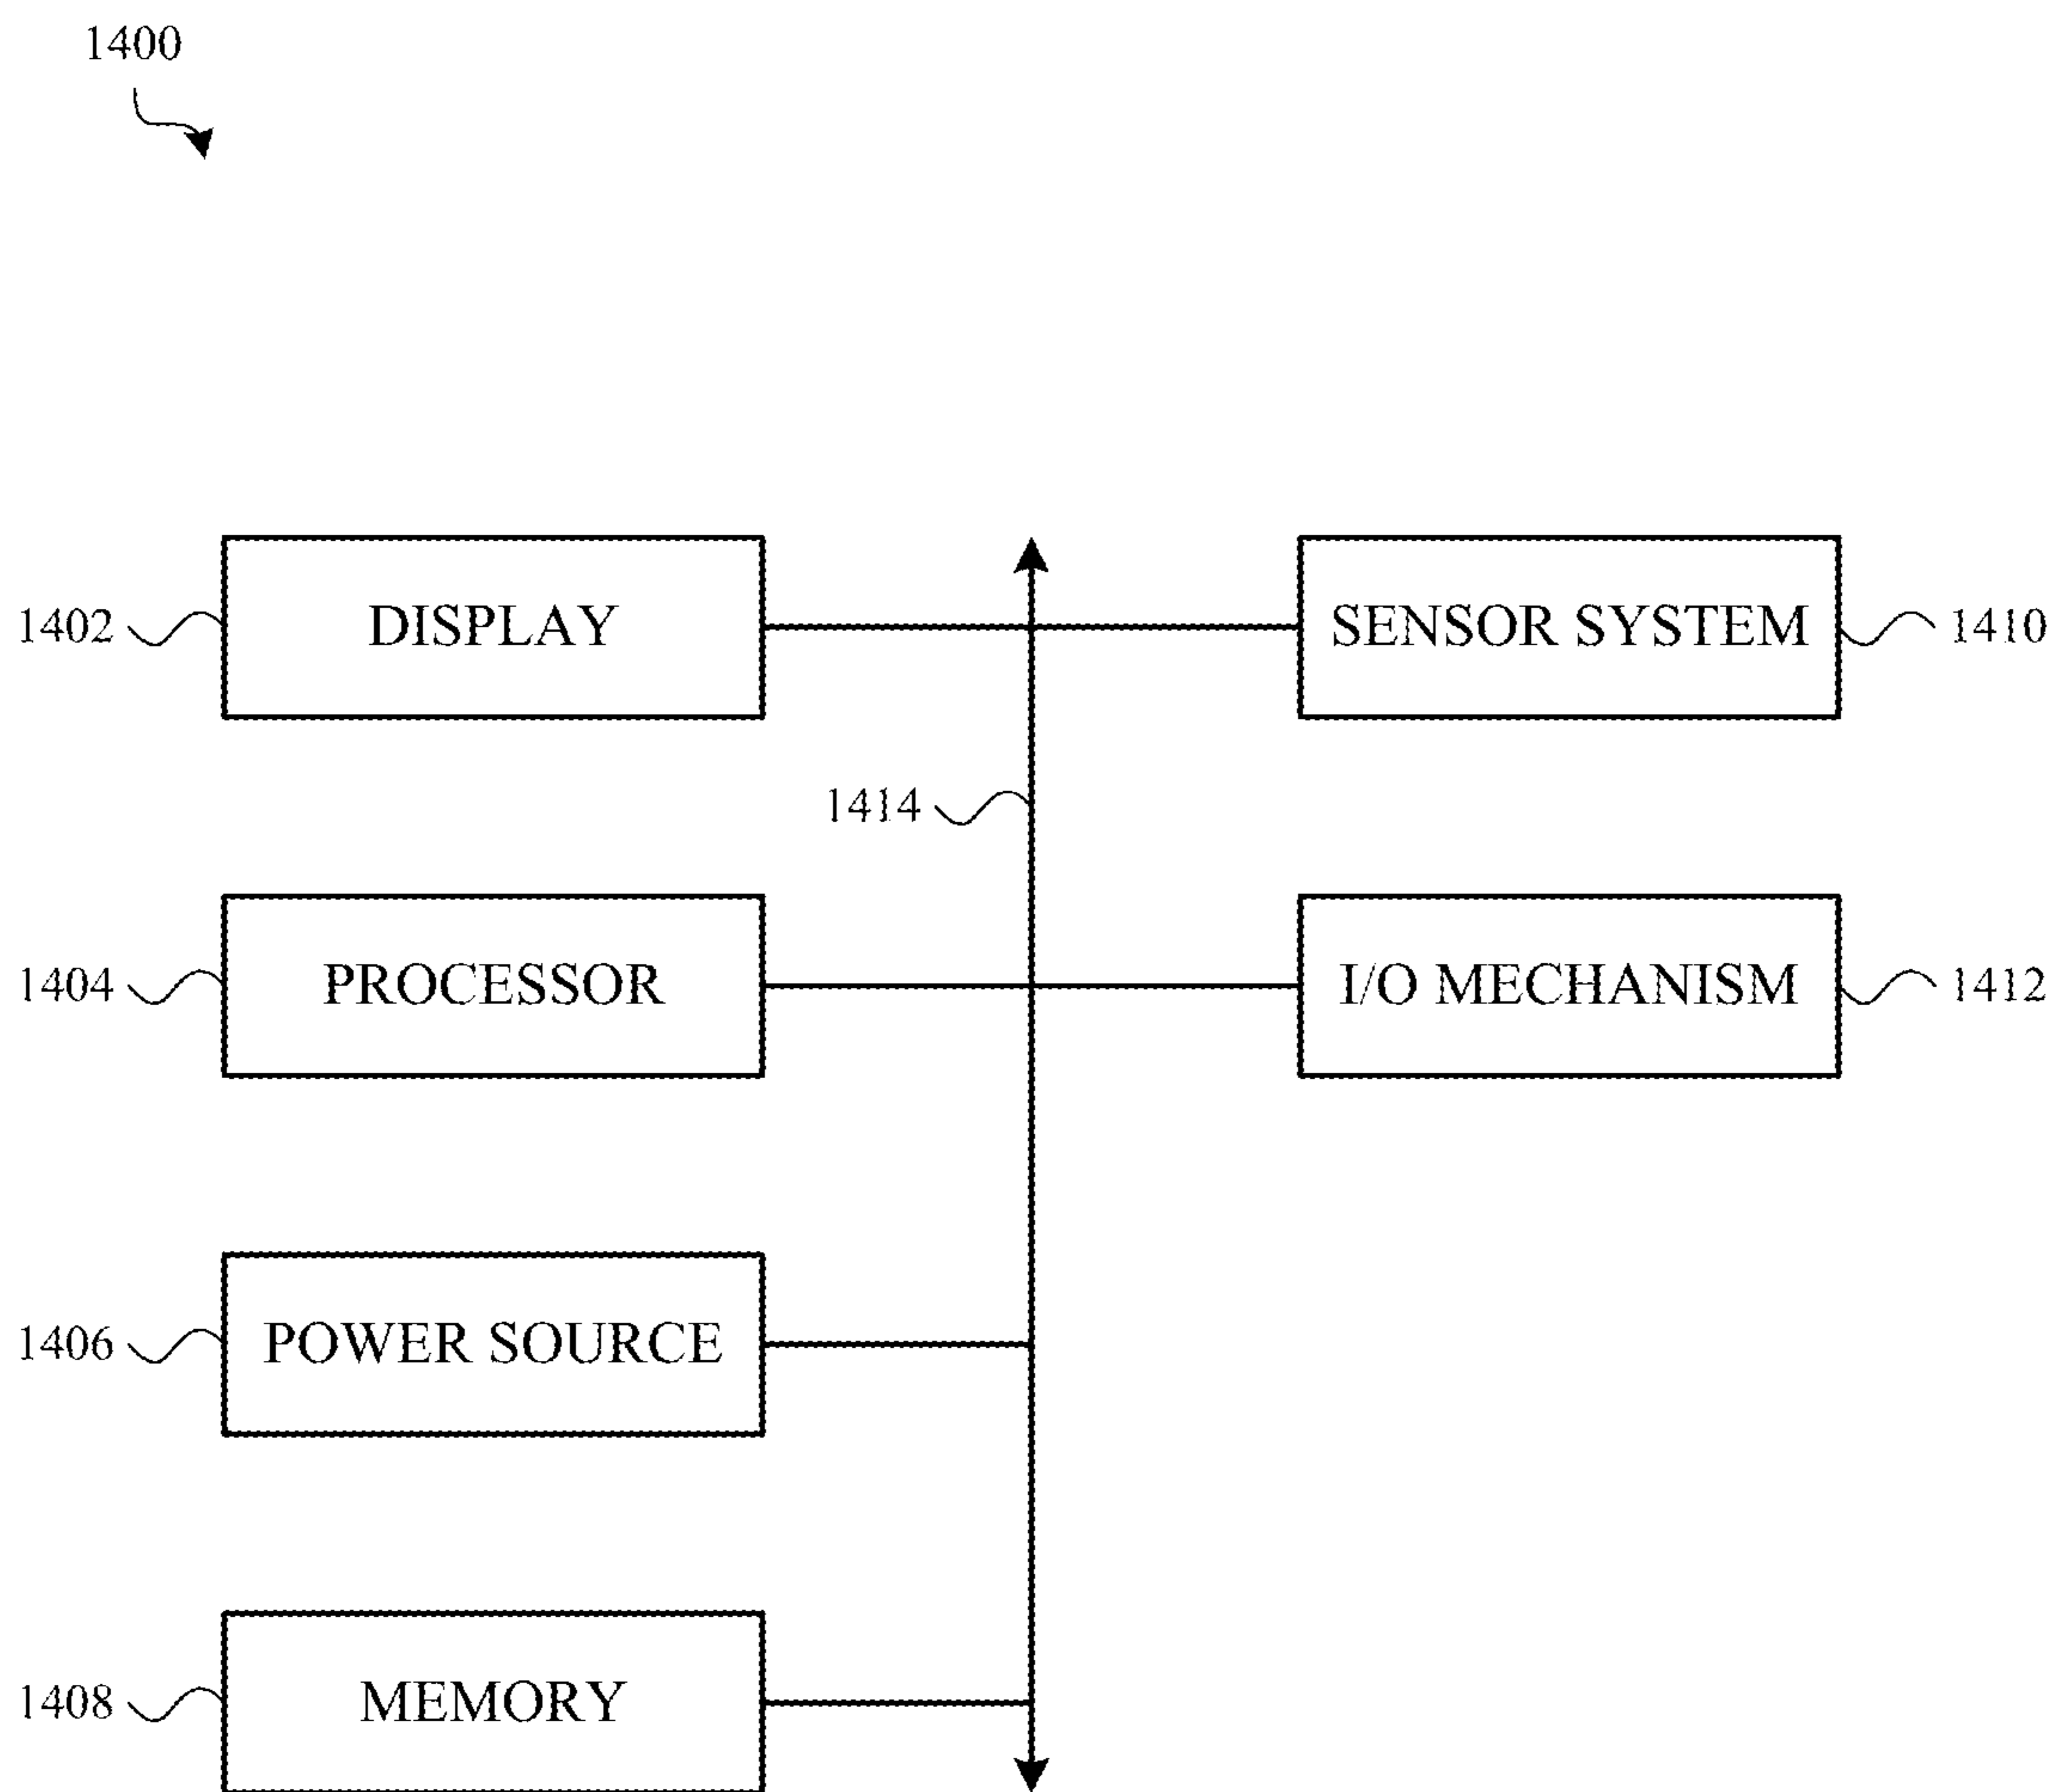 1400
1402 DISPLAY SENSOR SYSTEM 1410
1414
1404 PROCESSOR I/O MECHANISM 1412
1406 POWER SOURCE
1408 MEMORY